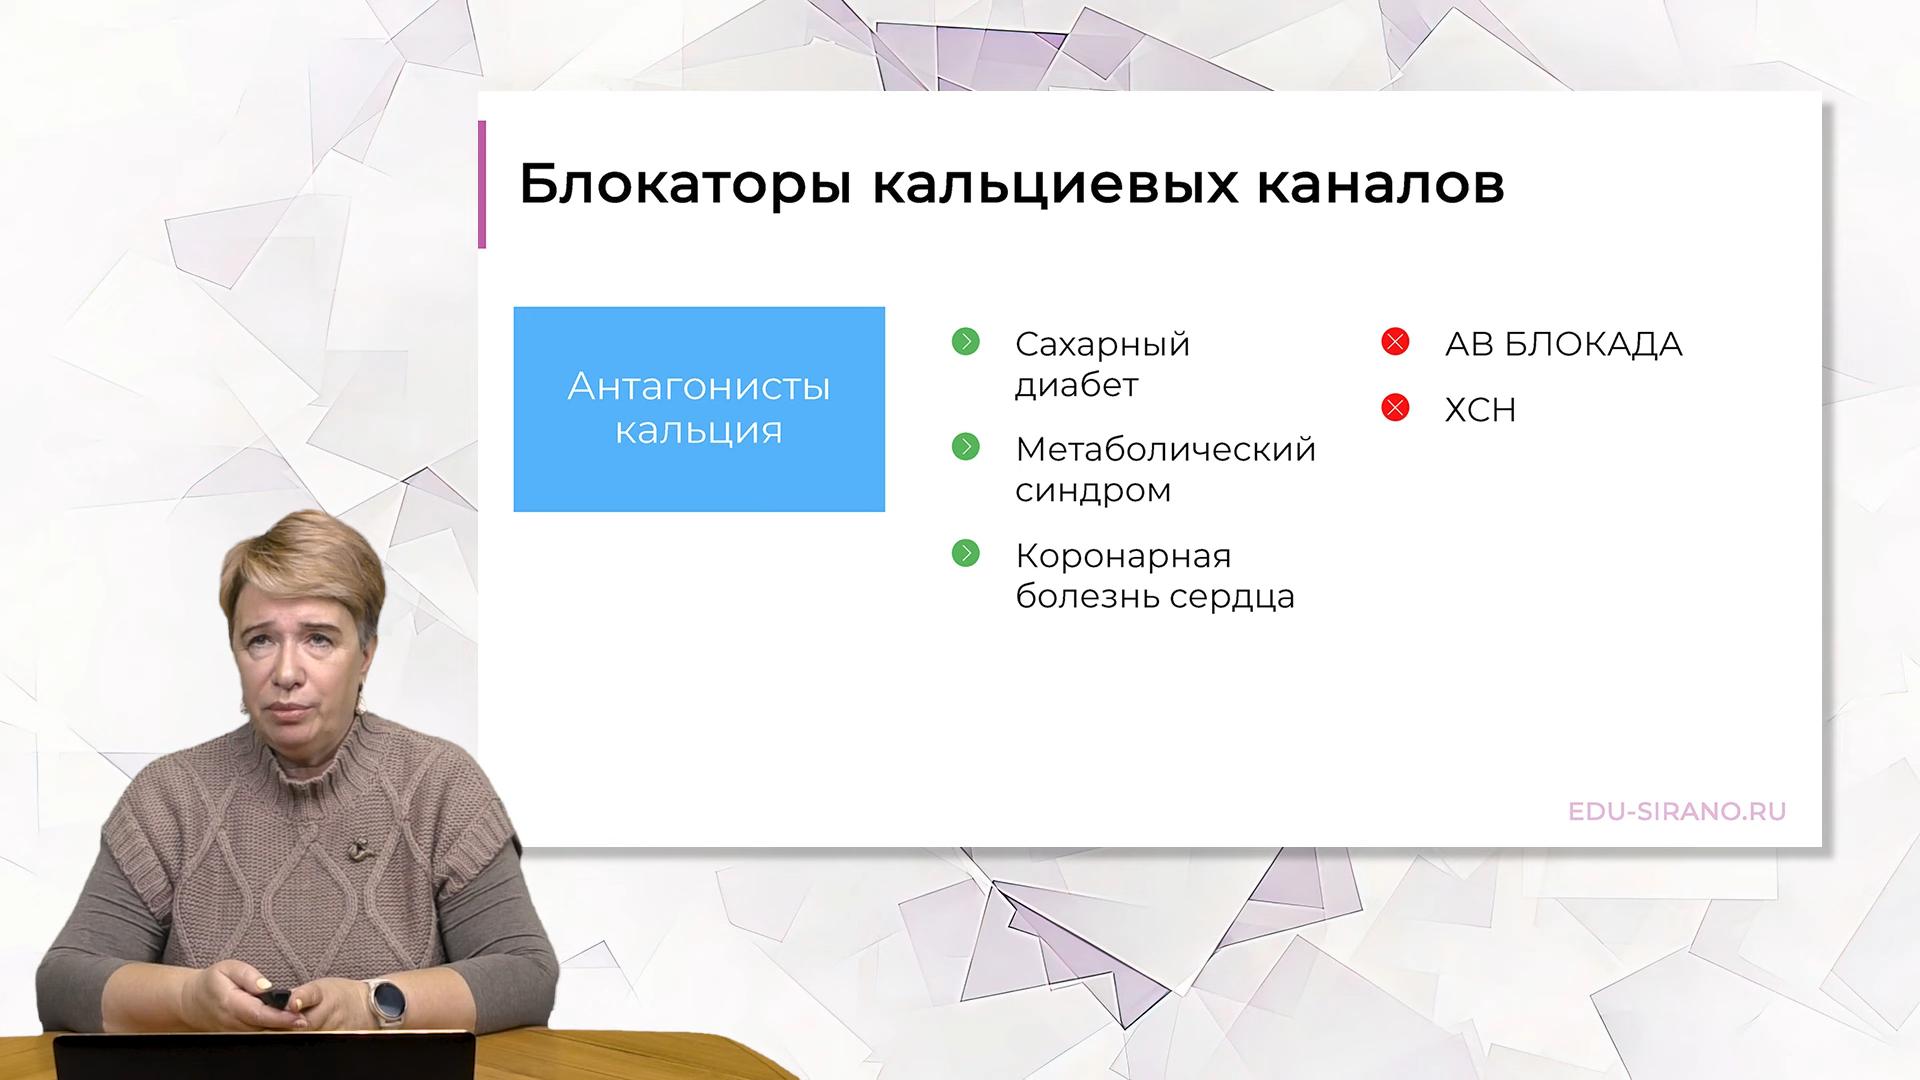 Блокаторы кальциевых каналов
Антагонисты
кальция
Сахарный
диабет
Метаболический
синдром
Коронарная
болезнь сердца
АВ БЛОКАДА
ХСН
EDU-SIRANO.RU